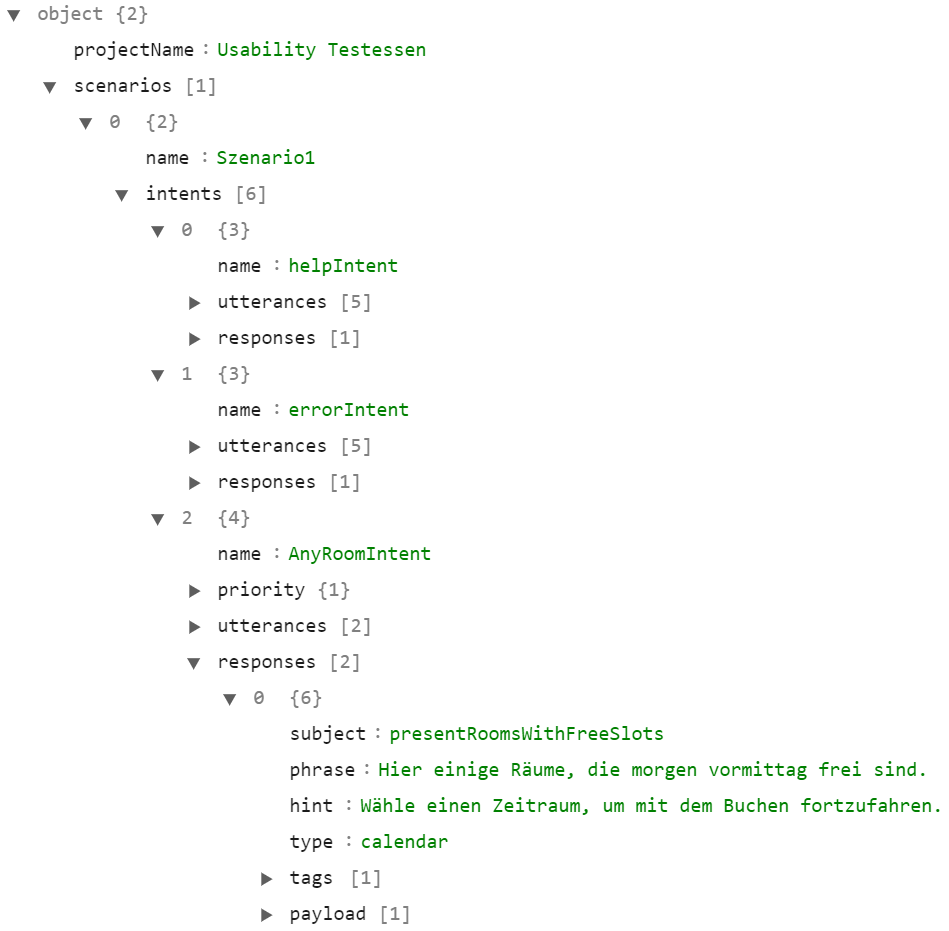 object {2}
projectName : Usability Testessen
scenarios [1]
0 {2}
name : Szenario1
intents [6]
0 {3}
name : helpIntent
utterances [5]
responses [1]
1 {3}
name : errorIntent
utterances [5]
responses [1]
2 {4}
name : AnyRoomIntent
priority {1}
utterances [2]
responses [2]
0 {6}
subject : presentRoomsWithFreeSlots
phrase : Hier einige Räume, die morgen vormittag frei sind.
hint : Wähle einen Zeitraum, um mit dem Buchen fortzufahren.
type : calendar
tags [1]
payload [1]